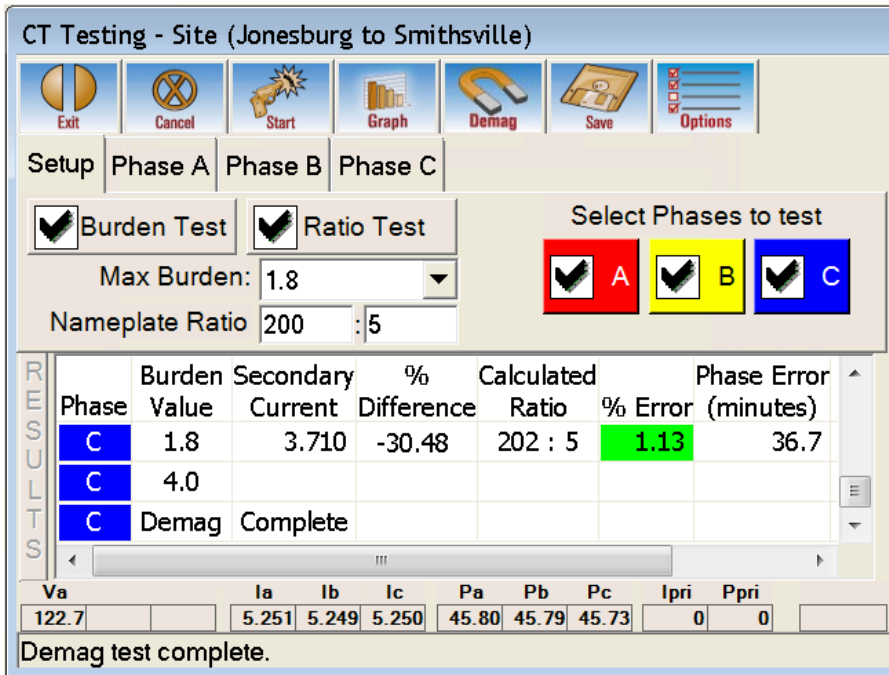 CT Testing - Site (Jonesburg to Smithsville)
Exit Cancel Start Graph Demag Save Options
Setup Phase A Phase B Phase C
Burden Test Ratio Test Select Phases to test
Max Burden: 1.8 A B C
Nameplate Ratio 200 : 5
RESULTS
Burden Secondary % Calculated Phase Error
Phase Value Current Difference Ratio % Error (minutes)
C 1.8 3.710 -30.48 202 : 5 1.13 36.7
C 4.0
C Demag Complete
Va Ia Ib Ic Pa Pb Pc Ipri Ppri
122.7 5.251 5.249 5.250 45.80 45.79 45.73 0 0
Demag test complete.